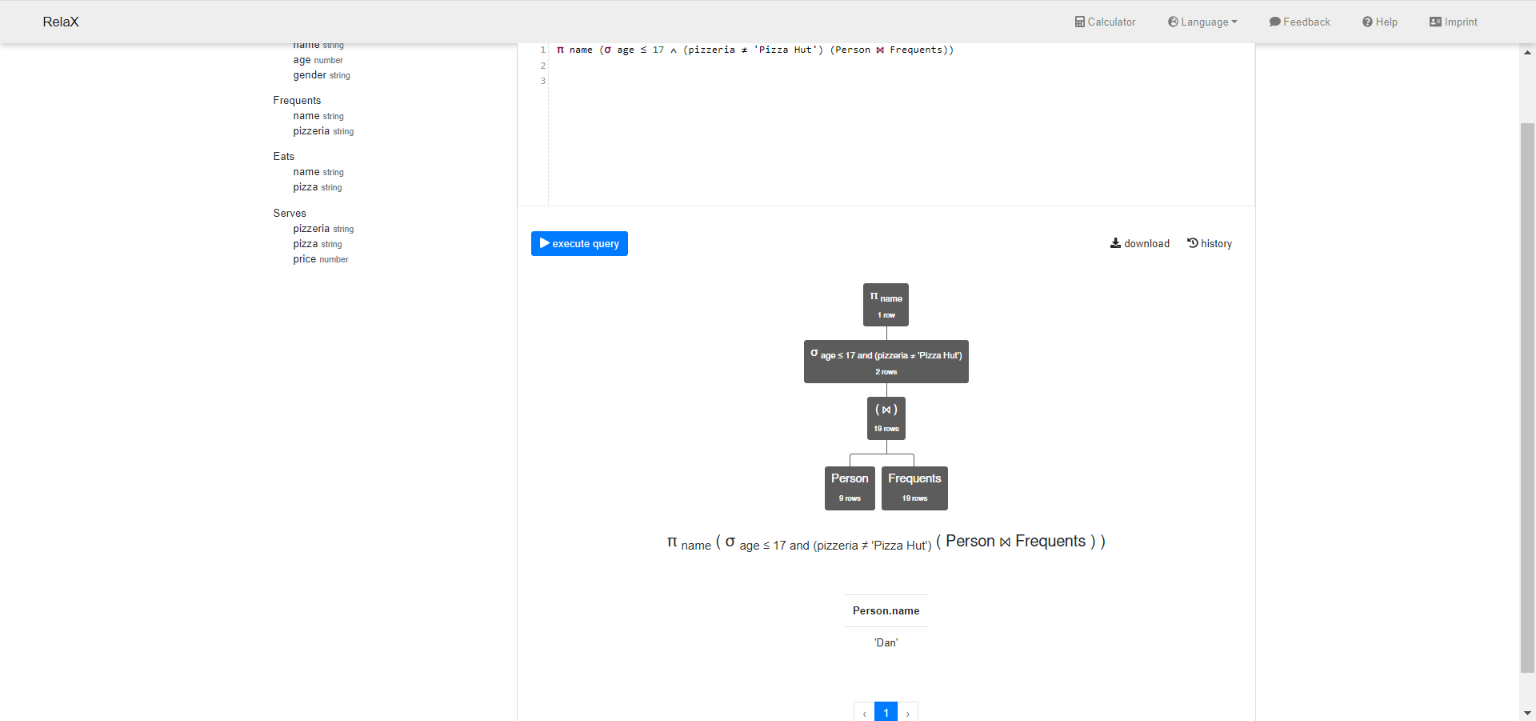 RelaX
Calculator
Language
Feedback
Help
Imprint
name string
age number
gender string
Frequents
name string
pizzeria string
Eats
name string
pizza string
Serves
pizzeria string
pizza string
price number
1 π name (σ age ≤ 17 ∧ (pizzeria ≠ 'Pizza Hut') (Person ⋈ Frequents))
2
3
execute query
download
history
π name
1 row
σ age ≤ 17 and (pizzeria ≠ 'Pizza Hut')
2 rows
( ⋈ )
19 rows
Person
9 rows
Frequents
19 rows
π name ( σ age ≤ 17 and (pizzeria ≠ 'Pizza Hut') ( Person ⋈ Frequents ) )
Person.name
'Dan'
‹ 1 ›